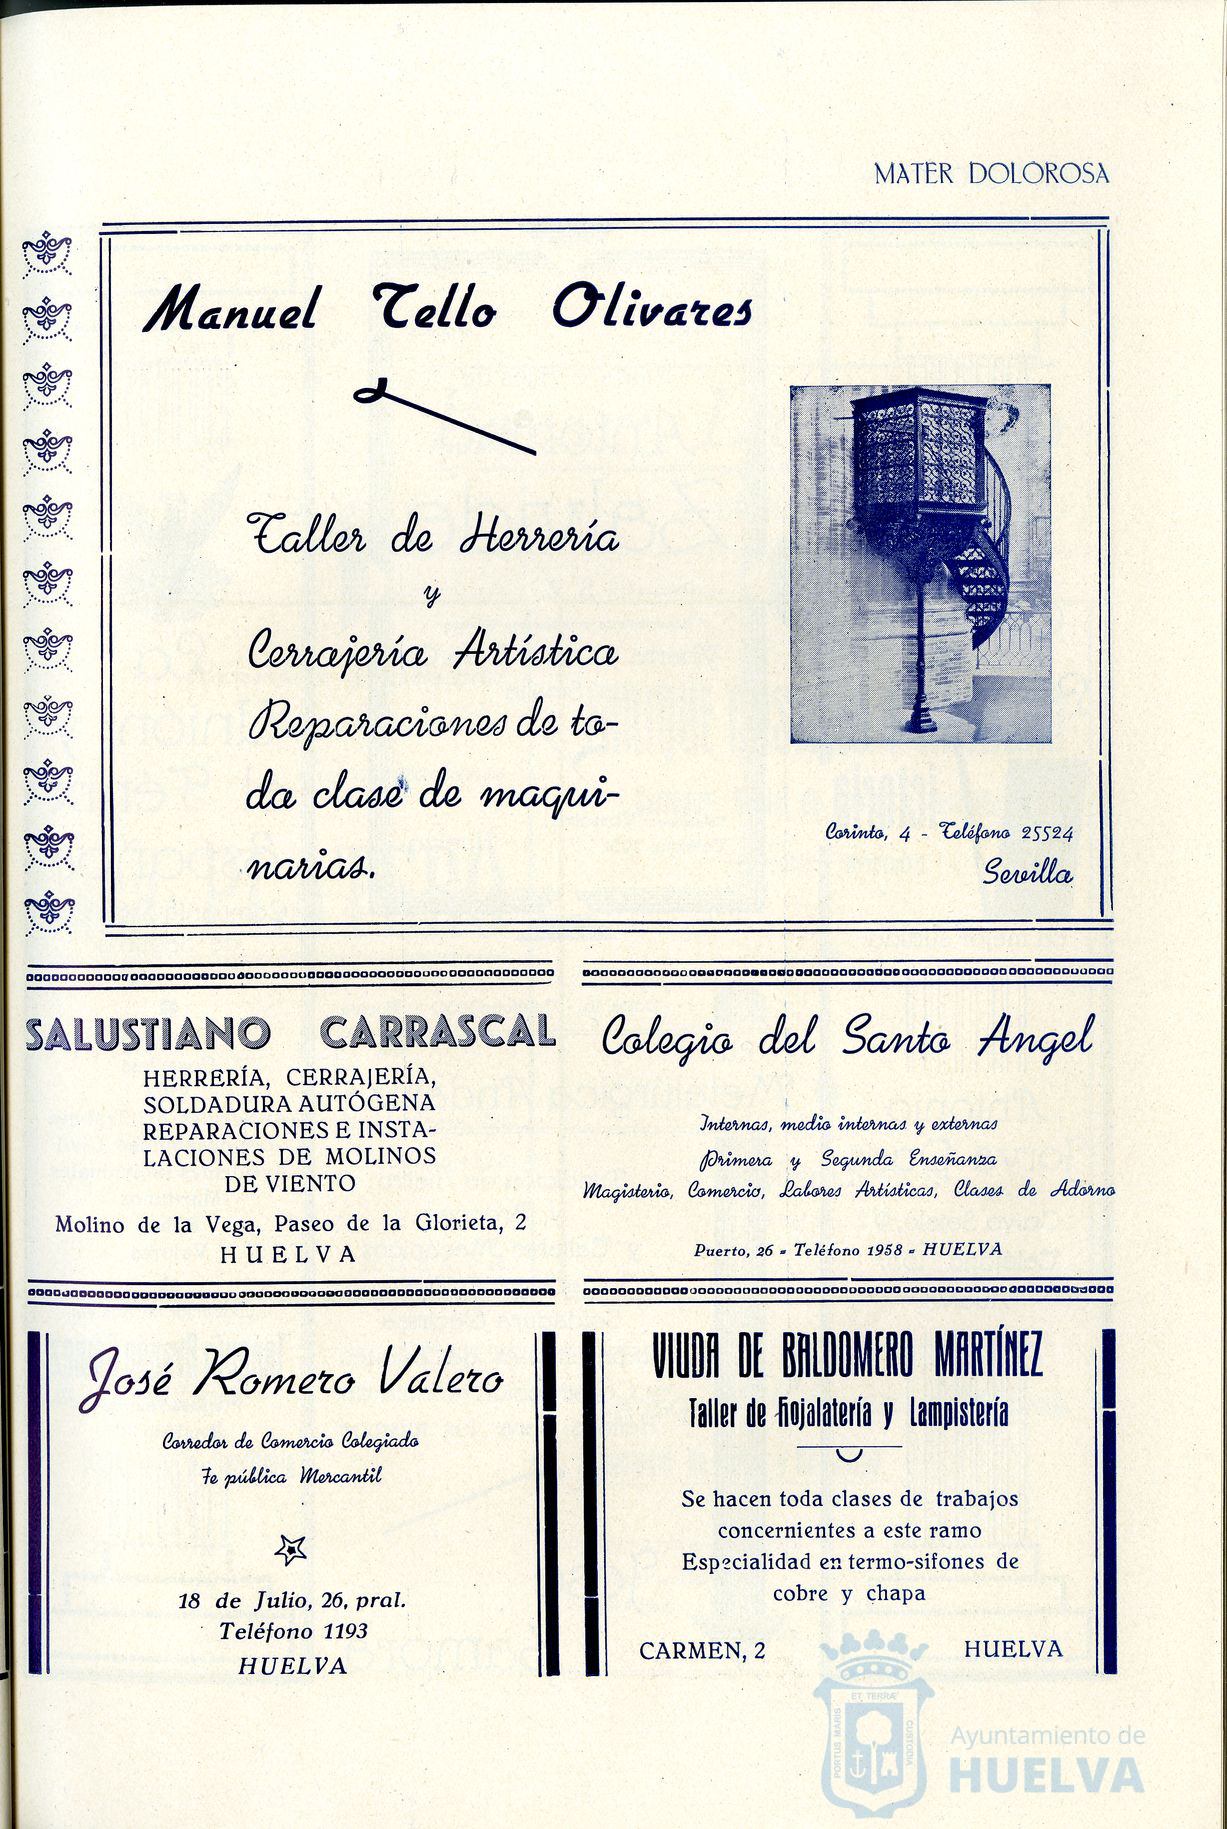 MATER DOLOROSA
Manuel Tello Olivares
Taller de Herrería
y
Cerrajería Artística
Reparaciones de to-
da clase de maqui-
narias.
Corinto, 4 - Teléfono 25524
Sevilla
SALUSTIANO CARRASCAL
HERRERÍA, CERRAJERÍA,
SOLDADURA AUTÓGENA
REPARACIONES E INSTA-
LACIONES DE MOLINOS
DE VIENTO
Molino de la Vega, Paseo de la Glorieta, 2
HUELVA
Colegio del Santo Angel
Internas, medio internas y externas
Primera y Segunda Enseñanza
Magisterio, Comercio, Labores Artísticas, Clases de Adorno
Puerto, 26 - Teléfono 1958 - HUELVA
José Romero Valero
Corredor de Comercio Colegiado
Fe pública Mercantil
18 de Julio, 26, pral.
Teléfono 1193
HUELVA
VIUDA DE BALDOMERO MARTÍNEZ
Taller de Hojalatería y Lampistería
Se hacen toda clases de trabajos
concernientes a este ramo
Especialidad en termo-sifones de
cobre y chapa
CARMEN, 2 HUELVA
PORTUS MARIS ET TERRÆ CUSTODIA
Ayuntamiento de
HUELVA